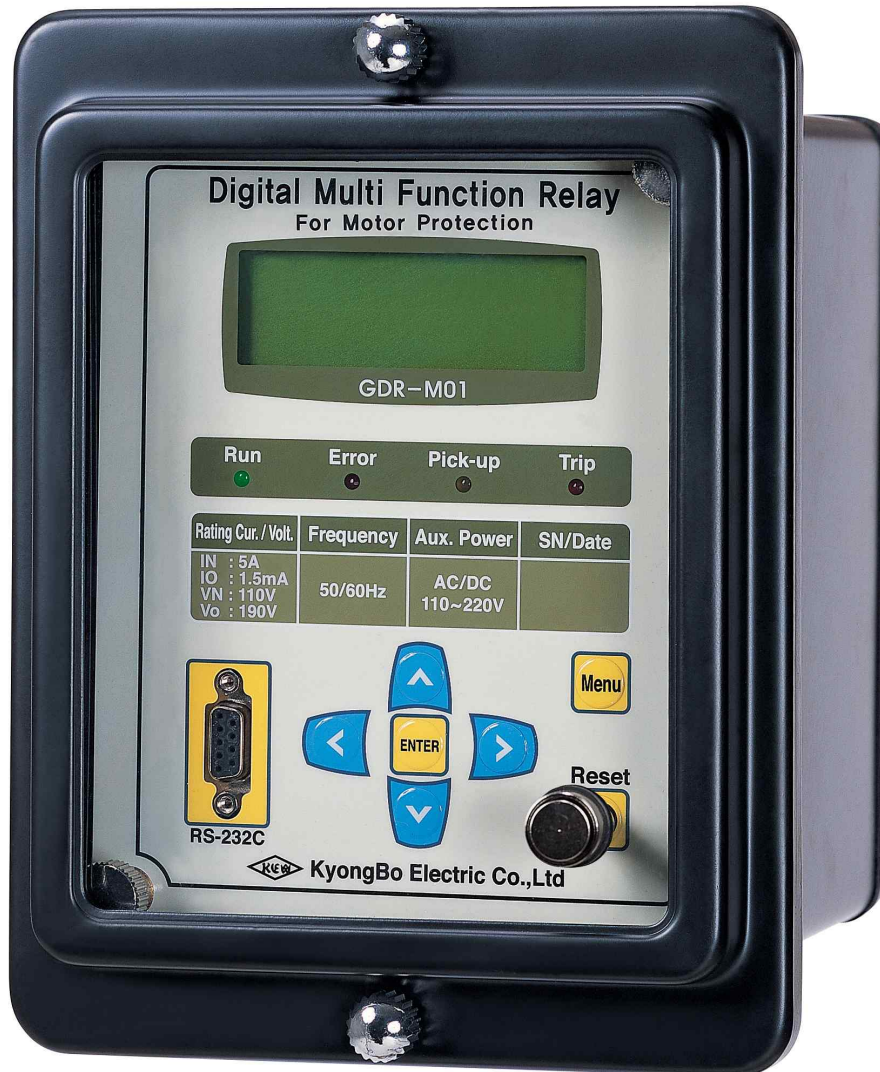 Digital Multi Function Relay
For Motor Protection
GDR-M01
Run Error Pick-up Trip
Rating Cur. / Volt. Frequency Aux. Power SN/Date
IN : 5A
IO : 1.5mA
VN : 110V
Vo : 190V
50/60Hz
AC/DC
110~220V
Menu
ENTER
Reset
RS-232C
KEW KyongBo Electric Co.,Ltd